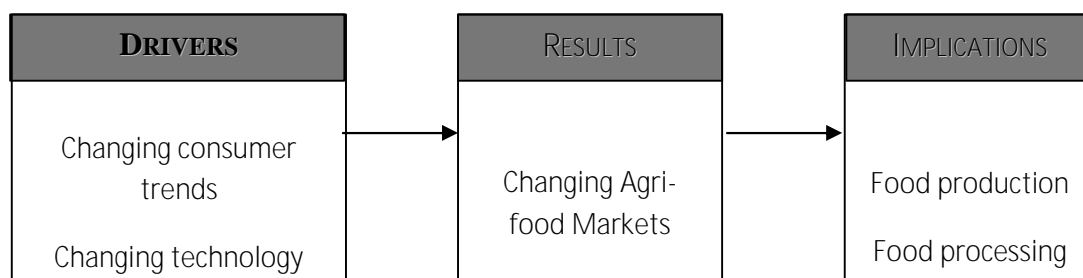 DRIVERS
Changing consumer
trends
Changing technology
RESULTS
Changing Agri-
food Markets
IMPLICATIONS
Food production
Food processing